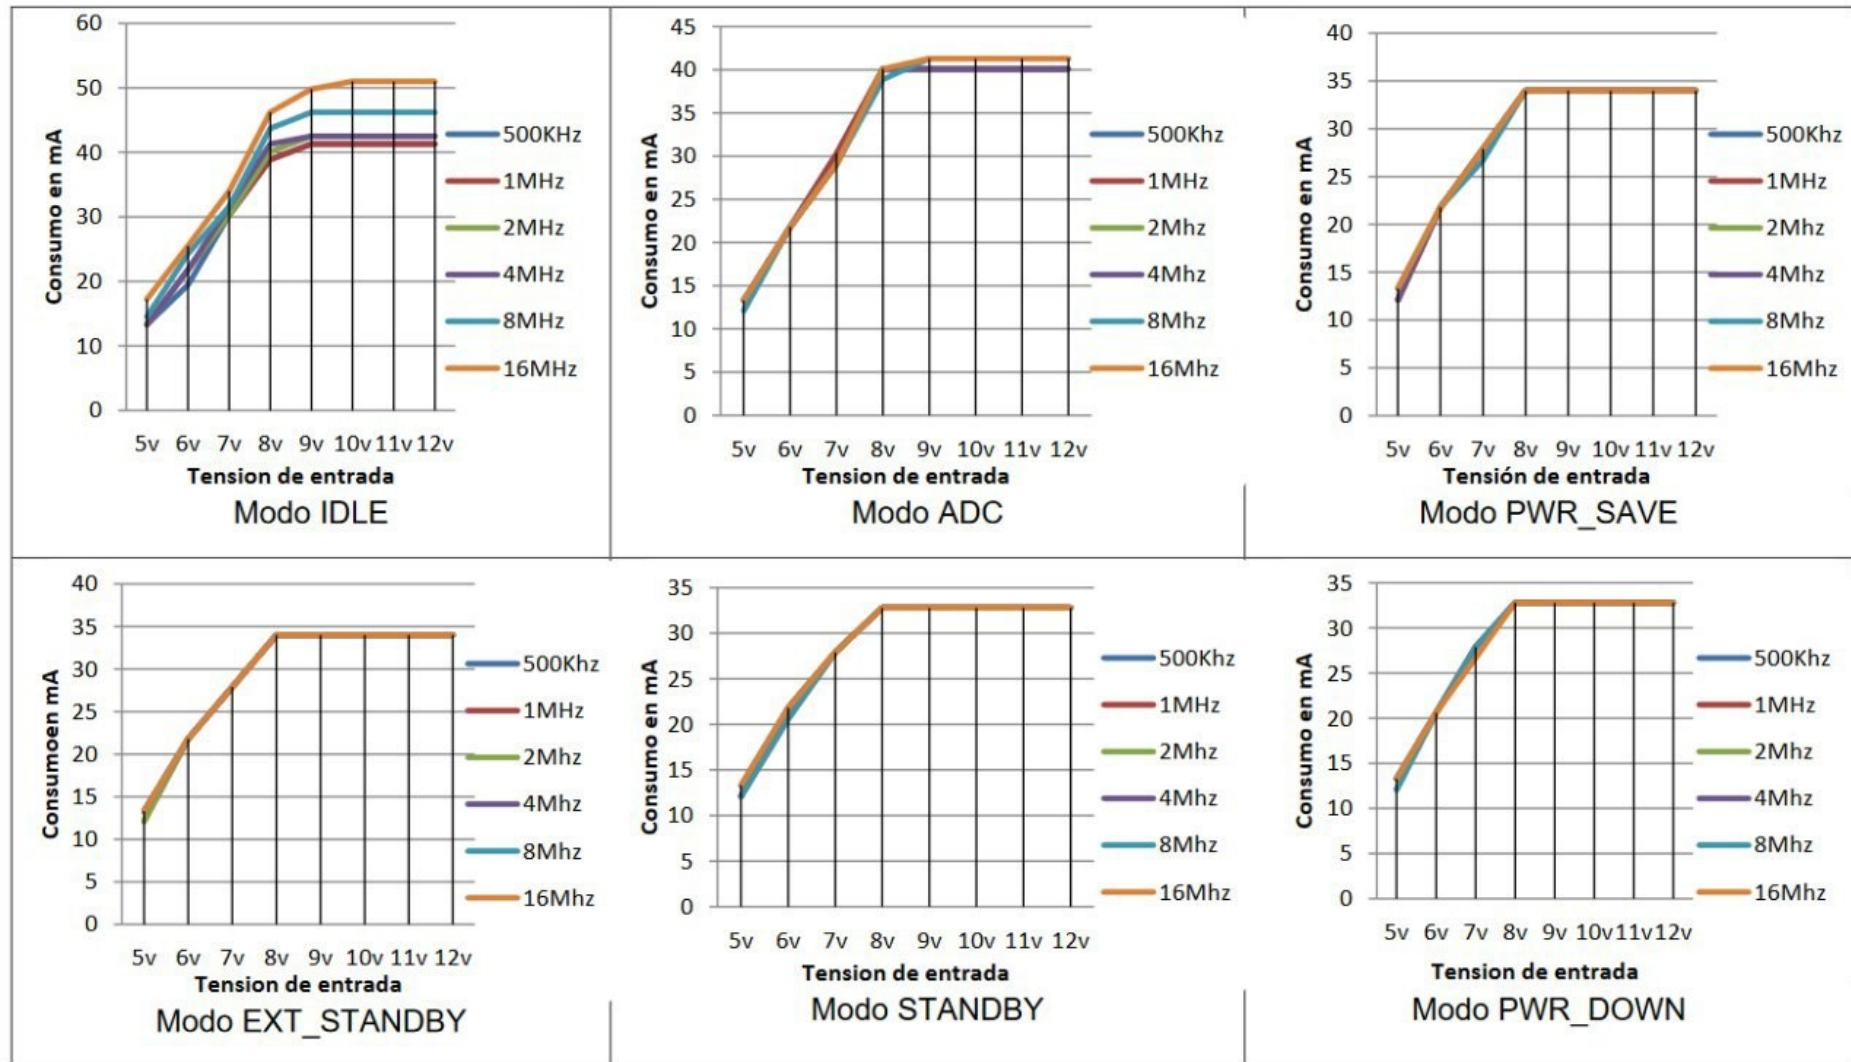 60
50
40
30
20
10
0
Consumo en mA
5v 6v 7v 8v 9v 10v 11v 12v
Tension de entrada
500KHz
1MHz
2MHz
4MHz
8MHz
16MHz
Modo IDLE
45
40
35
30
25
20
15
10
5
0
Consumo en mA
5v 6v 7v 8v 9v 10v 11v 12v
Tension de entrada
500Khz
1MHz
2Mhz
4Mhz
8Mhz
16Mhz
Modo ADC
40
35
30
25
20
15
10
5
0
Consumo en mA
5v 6v 7v 8v 9v 10v 11v 12v
Tensión de entrada
500Khz
1MHz
2Mhz
4Mhz
8Mhz
16Mhz
Modo PWR_SAVE
40
35
30
25
20
15
10
5
0
Consumoen mA
5v 6v 7v 8v 9v 10v 11v 12v
Tension de entrada
500Khz
1MHz
2Mhz
4Mhz
8Mhz
16Mhz
Modo EXT_STANDBY
35
30
25
20
15
10
5
0
Consumo en mA
5v 6v 7v 8v 9v 10v 11v 12v
Tension de entrada
500Khz
1MHz
2Mhz
4Mhz
8Mhz
16Mhz
Modo STANDBY
35
30
25
20
15
10
5
0
Consumo en mA
5v 6v 7v 8v 9v 10v 11v 12v
Tension de entrada
500Khz
1MHz
2Mhz
4Mhz
8Mhz
16Mhz
Modo PWR_DOWN